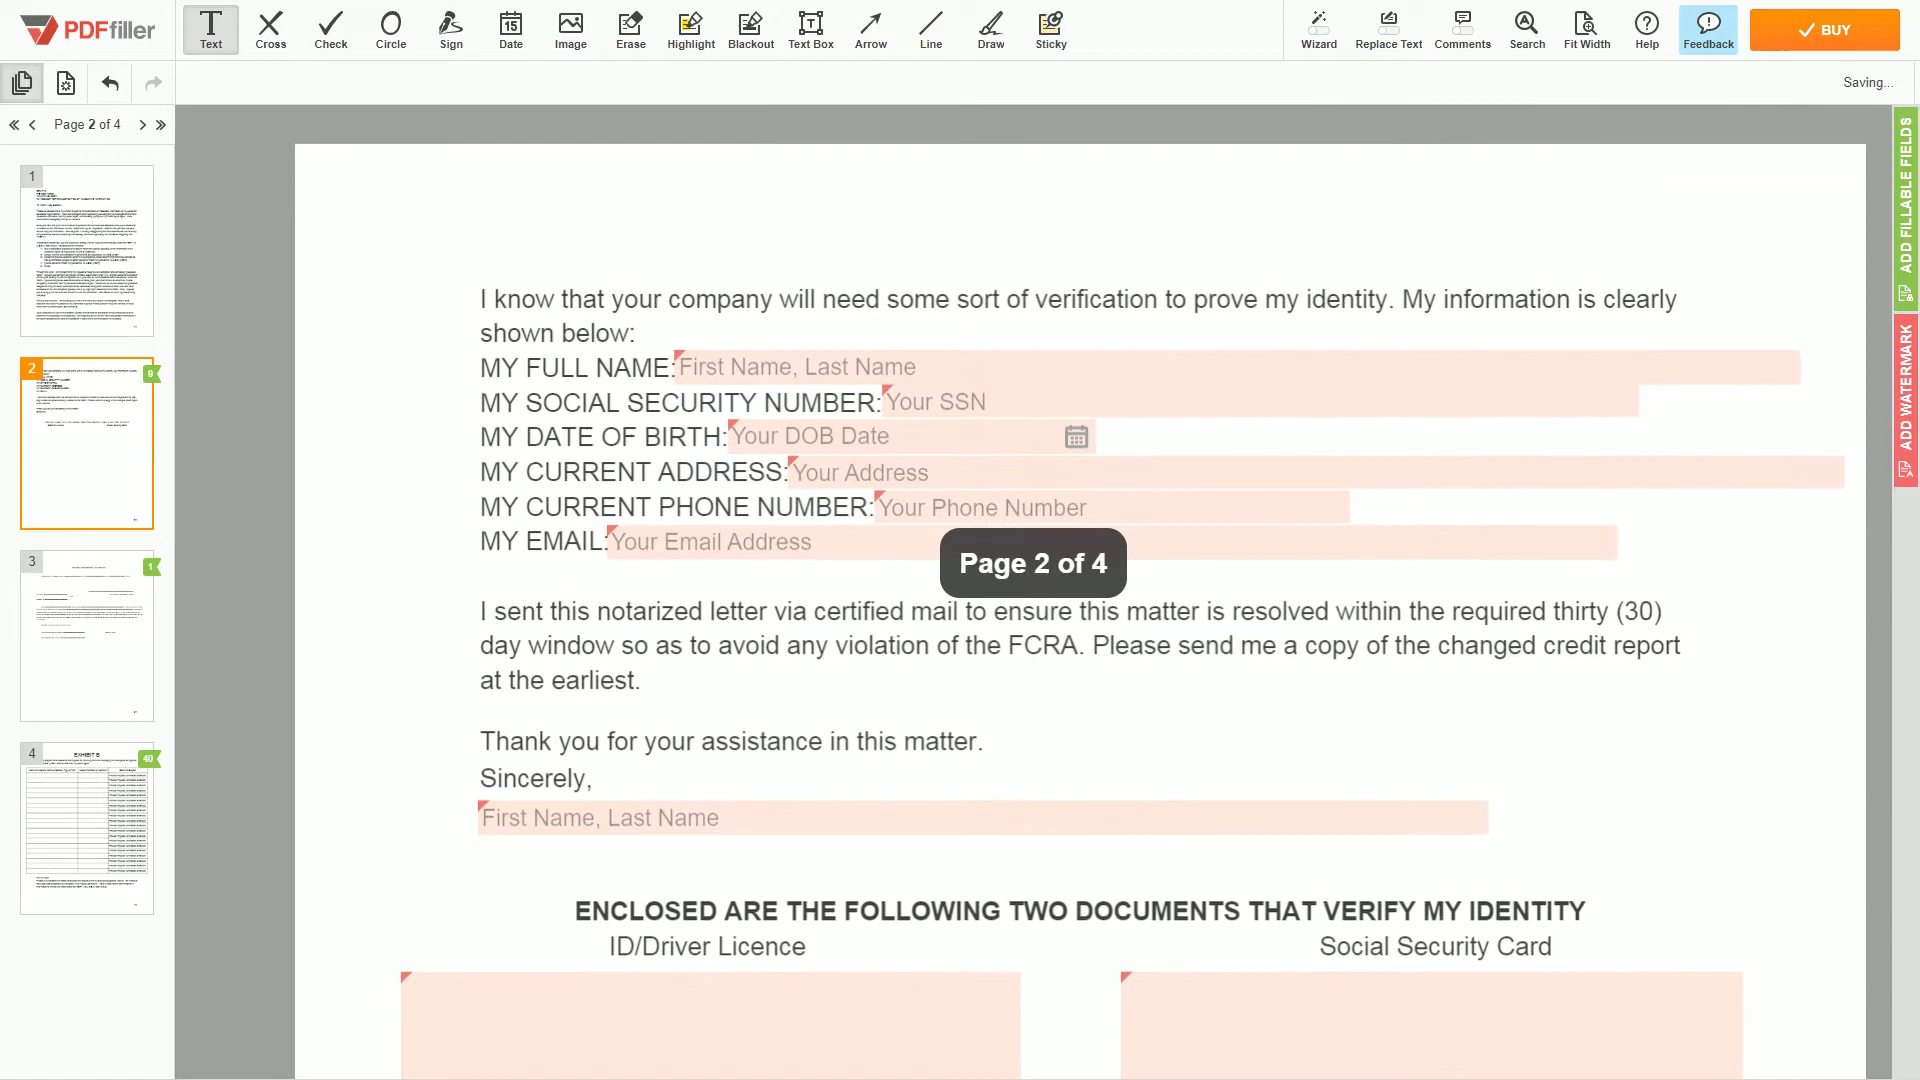 PDFfiller
Text
Cross
Check
Circle
Sign
15
Date
Image
Erase
Highlight
Blackout
Text Box
Arrow
Line
Draw
Sticky
Wizard
Replace Text
Comments
Search
Fit Width
Help
Feedback
BUY
Saving...
Page 2 of 4
1
2
9
3
1
4
40
EXHIBIT B
I know that your company will need some sort of verification to prove my identity. My information is clearly
shown below:
MY FULL NAME: First Name, Last Name
MY SOCIAL SECURITY NUMBER: Your SSN
MY DATE OF BIRTH: Your DOB Date
MY CURRENT ADDRESS: Your Address
MY CURRENT PHONE NUMBER: Your Phone Number
MY EMAIL: Your Email Address
Page 2 of 4
I sent this notarized letter via certified mail to ensure this matter is resolved within the required thirty (30)
day window so as to avoid any violation of the FCRA. Please send me a copy of the changed credit report
at the earliest.
Thank you for your assistance in this matter.
Sincerely,
First Name, Last Name
ENCLOSED ARE THE FOLLOWING TWO DOCUMENTS THAT VERIFY MY IDENTITY
ID/Driver Licence
Social Security Card
ADD FILLABLE FIELDS
ADD WATERMARK